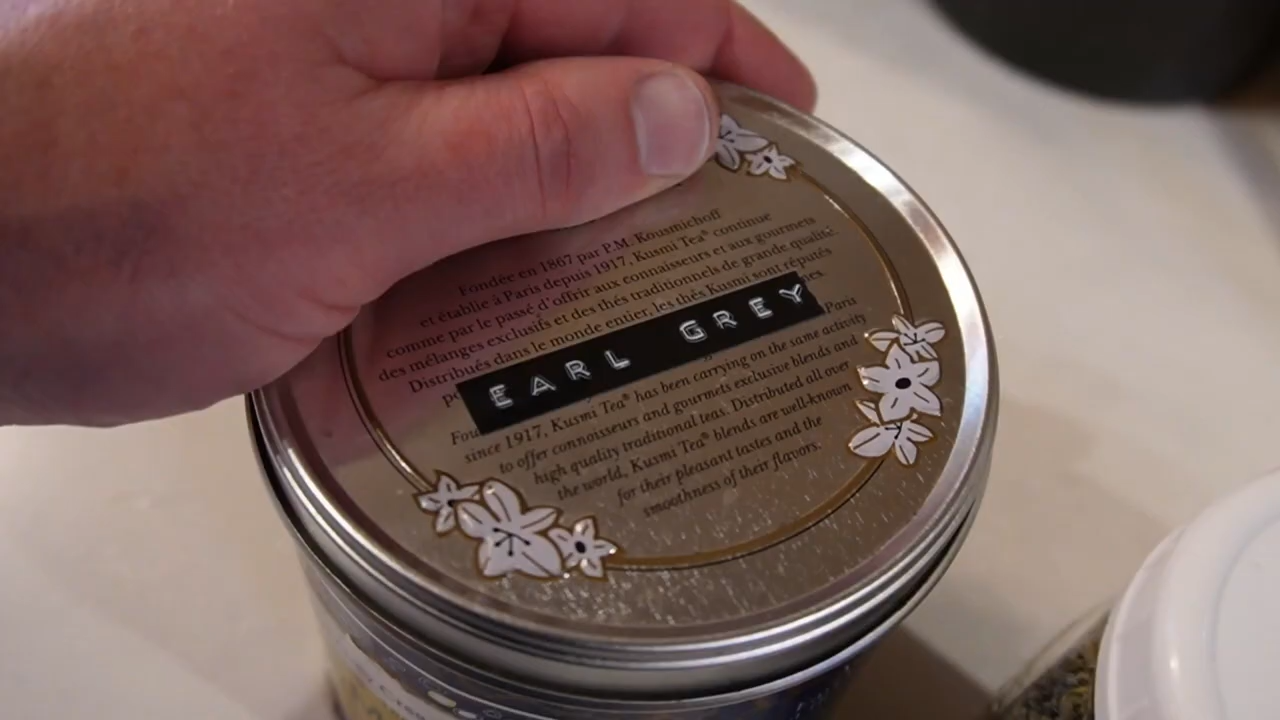 Fondée en 1867 par P.M. Kousmichoff
et établie à Paris depuis 1917, Kusmi Tea® continue
comme par le passé d'offrir aux connaisseurs et aux gourmets
des mélanges exclusifs et des thés traditionnels de grande qualité.
Distribués dans le monde entier, les thés Kusmi sont réputés
EARL GREY
Paris
since 1917, Kusmi Tea® has been carrying on the same activity
to offer connoisseurs and gourmets exclusive blends and
high quality traditional teas. Distributed all over
the world, Kusmi Tea® blends are well-known
for their pleasant tastes and the
smoothness of their flavors.